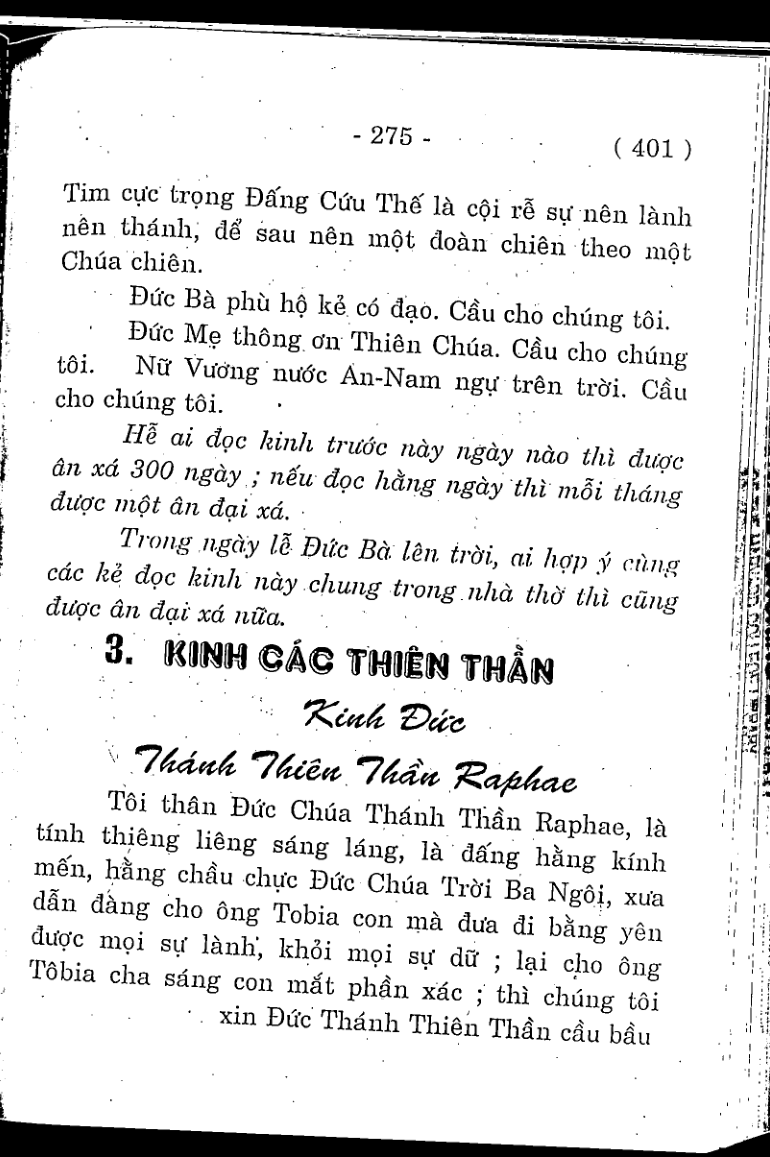 - 275 -
( 401 )
Tim cực trọng Đấng Cứu Thế là cội rễ sự nên lành
nên thánh, để sau nên một đoàn chiên theo một
Chúa chiên.
Đức Bà phù hộ kẻ có đạo. Cầu cho chúng tôi.
Đức Mẹ thông ơn Thiên Chúa. Cầu cho chúng
tôi. Nữ Vương nước An-Nam ngự trên trời. Cầu
cho chúng tôi.
Hễ ai đọc kinh trước này ngày nào thì được
ân xá 300 ngày ; nếu đọc hằng ngày thì mỗi tháng
được một ân đại xá.
Trong ngày lễ Đức Bà lên trời, ai hợp ý cùng
các kẻ đọc kinh này chung trong nhà thờ thì cũng
được ân đại xá nữa.
3. KINH CÁC THIÊN THẦN
Kinh Đức
Thánh Thiên Thần Raphae
Tôi thân Đức Chúa Thánh Thần Raphae, là
tính thiêng liêng sáng láng, là đấng hằng kính
mến, hằng chầu chực Đức Chúa Trời Ba Ngôi, xưa
dẫn đàng cho ông Tobia con mà đưa đi bằng yên
được mọi sự lành, khỏi mọi sự dữ ; lại cho ông
Tôbia cha sáng con mắt phần xác ; thì chúng tôi
xin Đức Thánh Thiên Thần cầu bầu